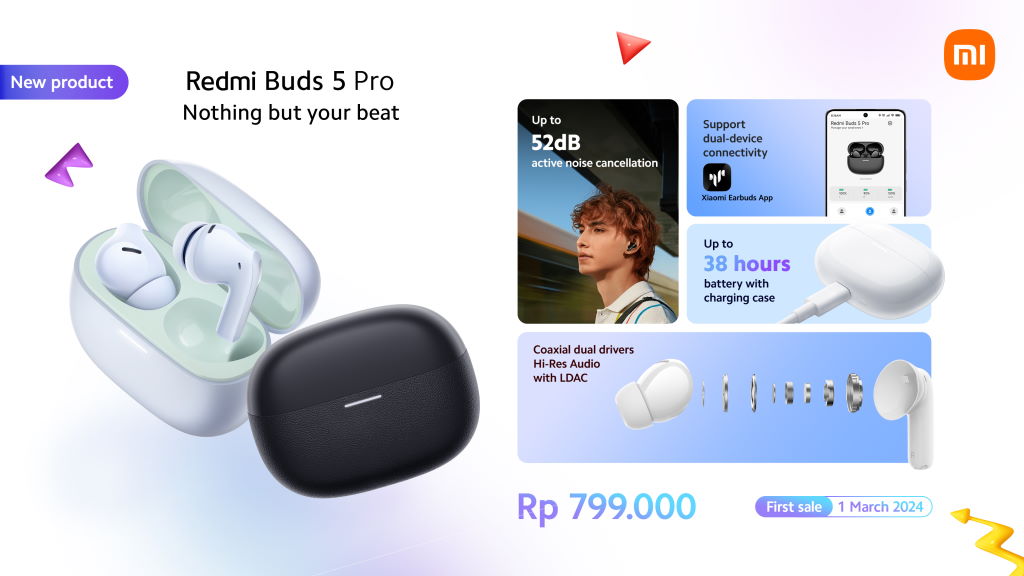 New product
Redmi Buds 5 Pro
Nothing but your beat
mi
Up to
52dB
active noise cancellation
Support
dual-device
connectivity
Xiaomi Earbuds App
Redmi Buds 5 Pro
Up to
38 hours
battery with
charging case
Coaxial dual drivers
Hi-Res Audio
with LDAC
Rp 799.000
First sale
1 March 2024